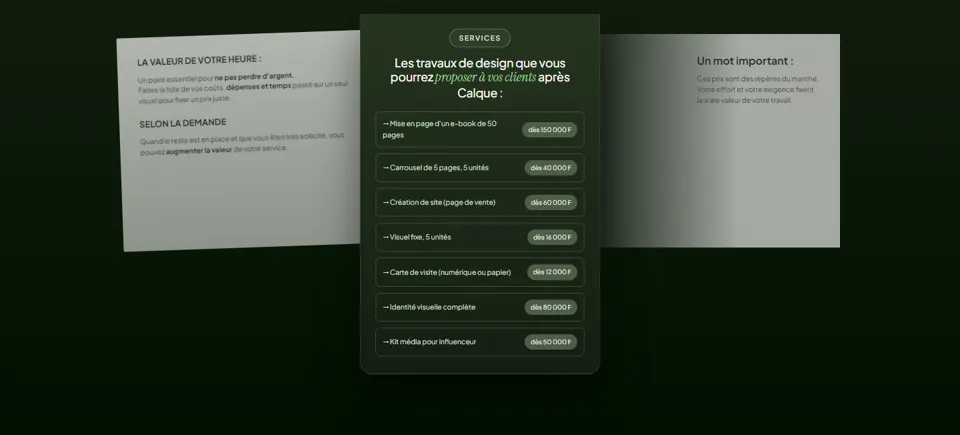 LA VALEUR DE VOTRE HEURE :
Un point essentiel pour ne pas perdre d'argent.
Faites la liste de vos coûts, dépenses et temps passé sur un seul
visuel pour fixer un prix juste.
SELON LA DEMANDE
Quand le reste est en place et que vous êtes très sollicité, vous
pouvez augmenter la valeur de votre service.
SERVICES
Les travaux de design que vous
pourrez proposer à vos clients après
Calque :
→ Mise en page d'un e-book de 50
pages
dès 150 000 F
→ Carrousel de 5 pages, 5 unités
dès 40 000 F
→ Création de site (page de vente)
dès 60 000 F
→ Visuel fixe, 5 unités
dès 16 000 F
→ Carte de visite (numérique ou papier)
dès 12 000 F
→ Identité visuelle complète
dès 80 000 F
→ Kit média pour influenceur
dès 50 000 F
Un mot important :
Ces prix sont des repères du marché.
Votre effort et votre exigence fixent
la vraie valeur de votre travail.